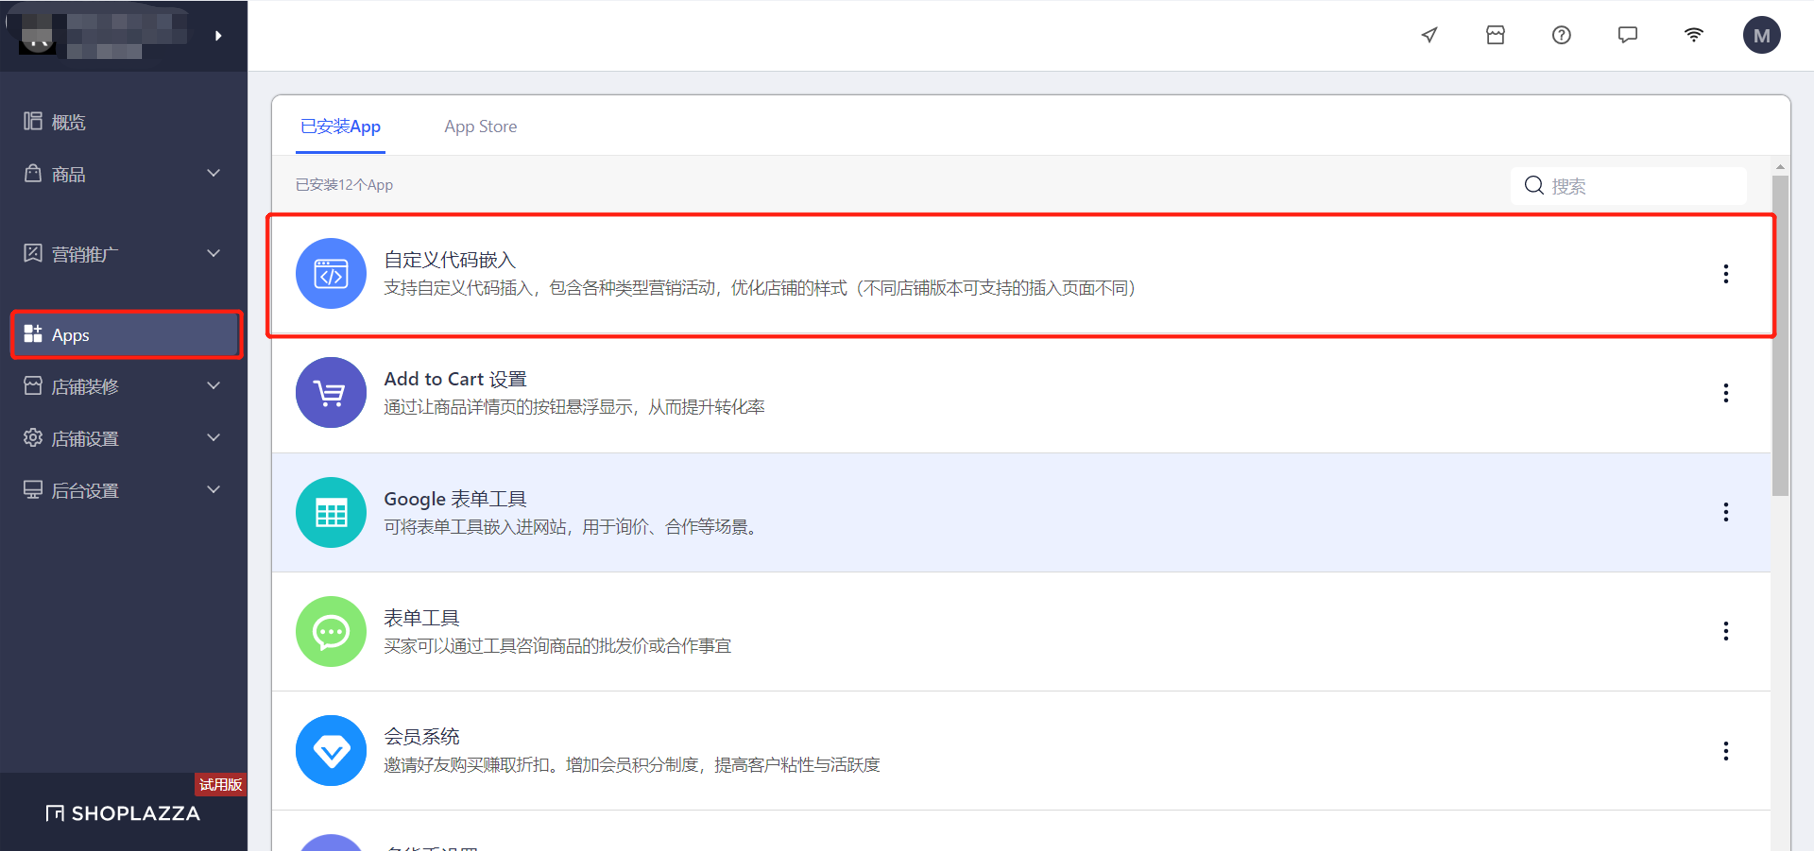 M
概览
商品
营销推广
Apps
店铺装修
店铺设置
后台设置
试用版
SHOPLAZZA
已安装App
App Store
已安装12个App
搜索
自定义代码嵌入
支持自定义代码插入，包含各种类型营销活动，优化店铺的样式（不同店铺版本可支持的插入页面不同）
Add to Cart 设置
通过让商品详情页的按钮悬浮显示，从而提升转化率
Google 表单工具
可将表单工具嵌入进网站，用于询价、合作等场景。
表单工具
买家可以通过工具咨询商品的批发价或合作事宜
会员系统
邀请好友购买赚取折扣。增加会员积分制度，提高客户粘性与活跃度